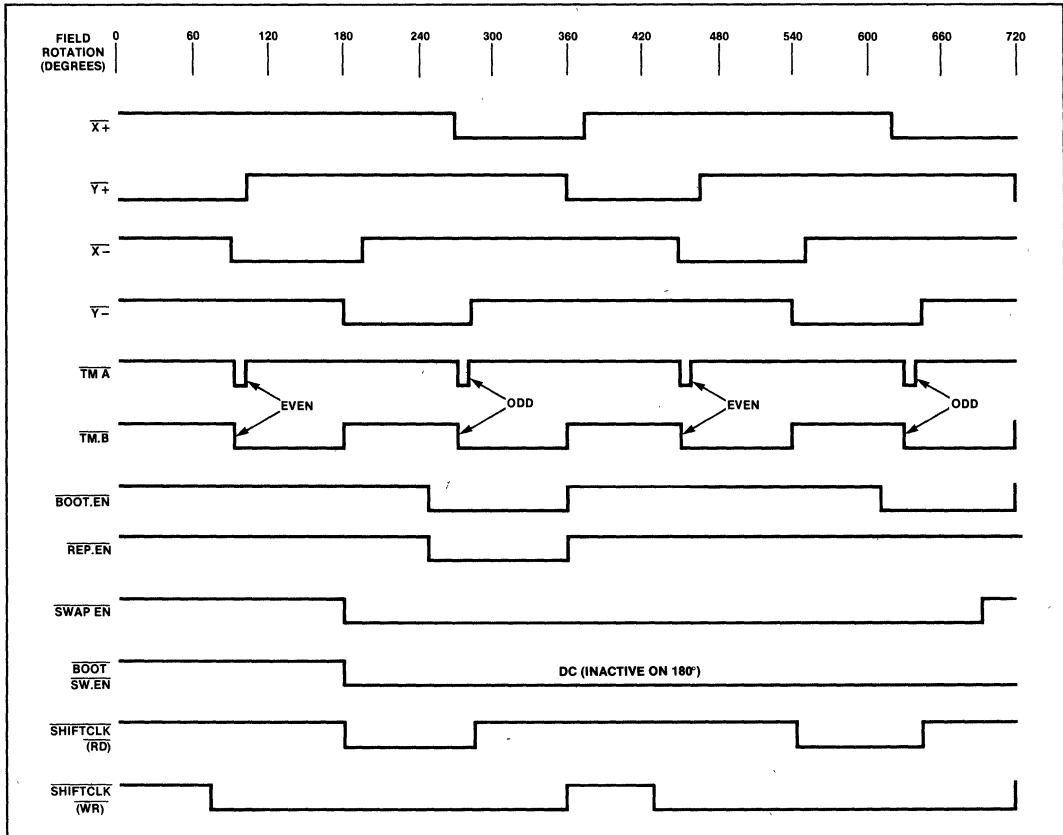 FIELD ROTATION (DEGREES)
0 60 120 180 240 300 360 420 480 540 600 660 720
X+
Y+
X−
Y−
TM A
EVEN ODD EVEN ODD
TM.B
BOOT.EN
REP.EN
SWAP EN
BOOT SW.EN
DC (INACTIVE ON 180°)
SHIFTCLK (RD)
SHIFTCLK (WR)